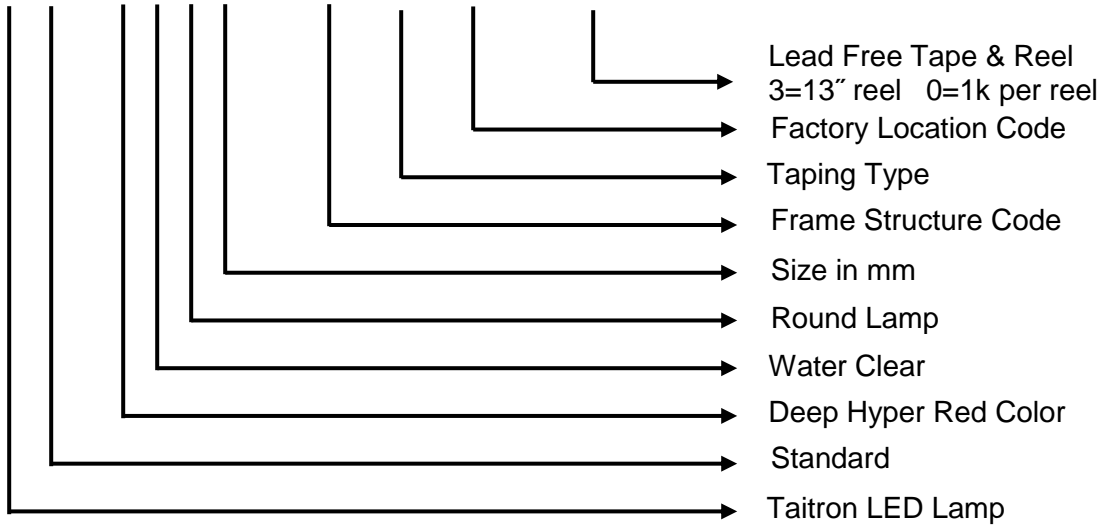 Lead Free Tape & Reel
3=13˝ reel 0=1k per reel
Factory Location Code
Taping Type
Frame Structure Code
Size in mm
Round Lamp
Water Clear
Deep Hyper Red Color
Standard
Taitron LED Lamp